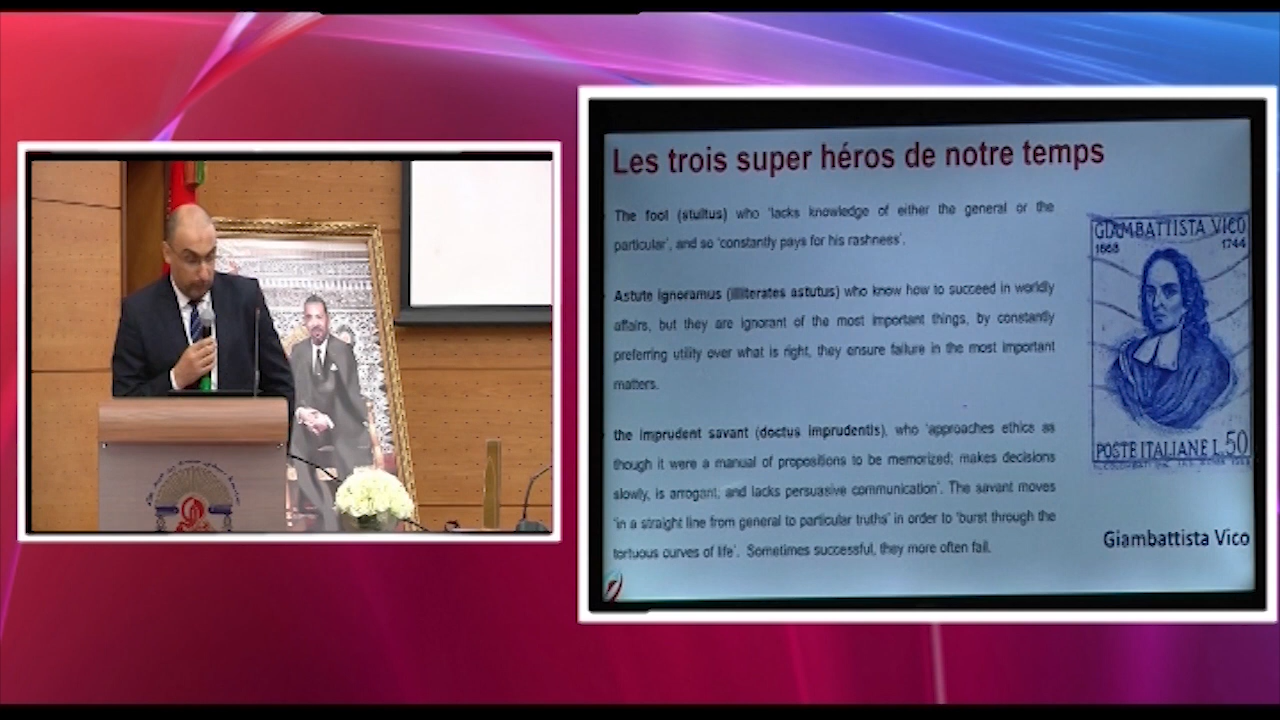 Les trois super héros de notre temps
The fool (stultus) who 'lacks knowledge of either the general or the
particular', and so 'constantly pays for his rashness'.
Astute ignoramus (illiterates astutus) who know how to succeed in worldly
affairs, but they are ignorant of the most important things, by constantly
preferring utility over what is right, they ensure failure in the most important
matters.
the imprudent savant (doctus imprudentis), who 'approaches ethics as
though it were a manual of propositions to be memorized; makes decisions
slowly, is arrogant, and lacks persuasive communication'. The savant moves
'in a straight line from general to particular truths' in order to 'burst through the
tortuous curves of life'. Sometimes successful, they more often fail.
GIAMBATTISTA VICO
1668 1744
POSTE ITALIANE L.50
Giambattista Vico